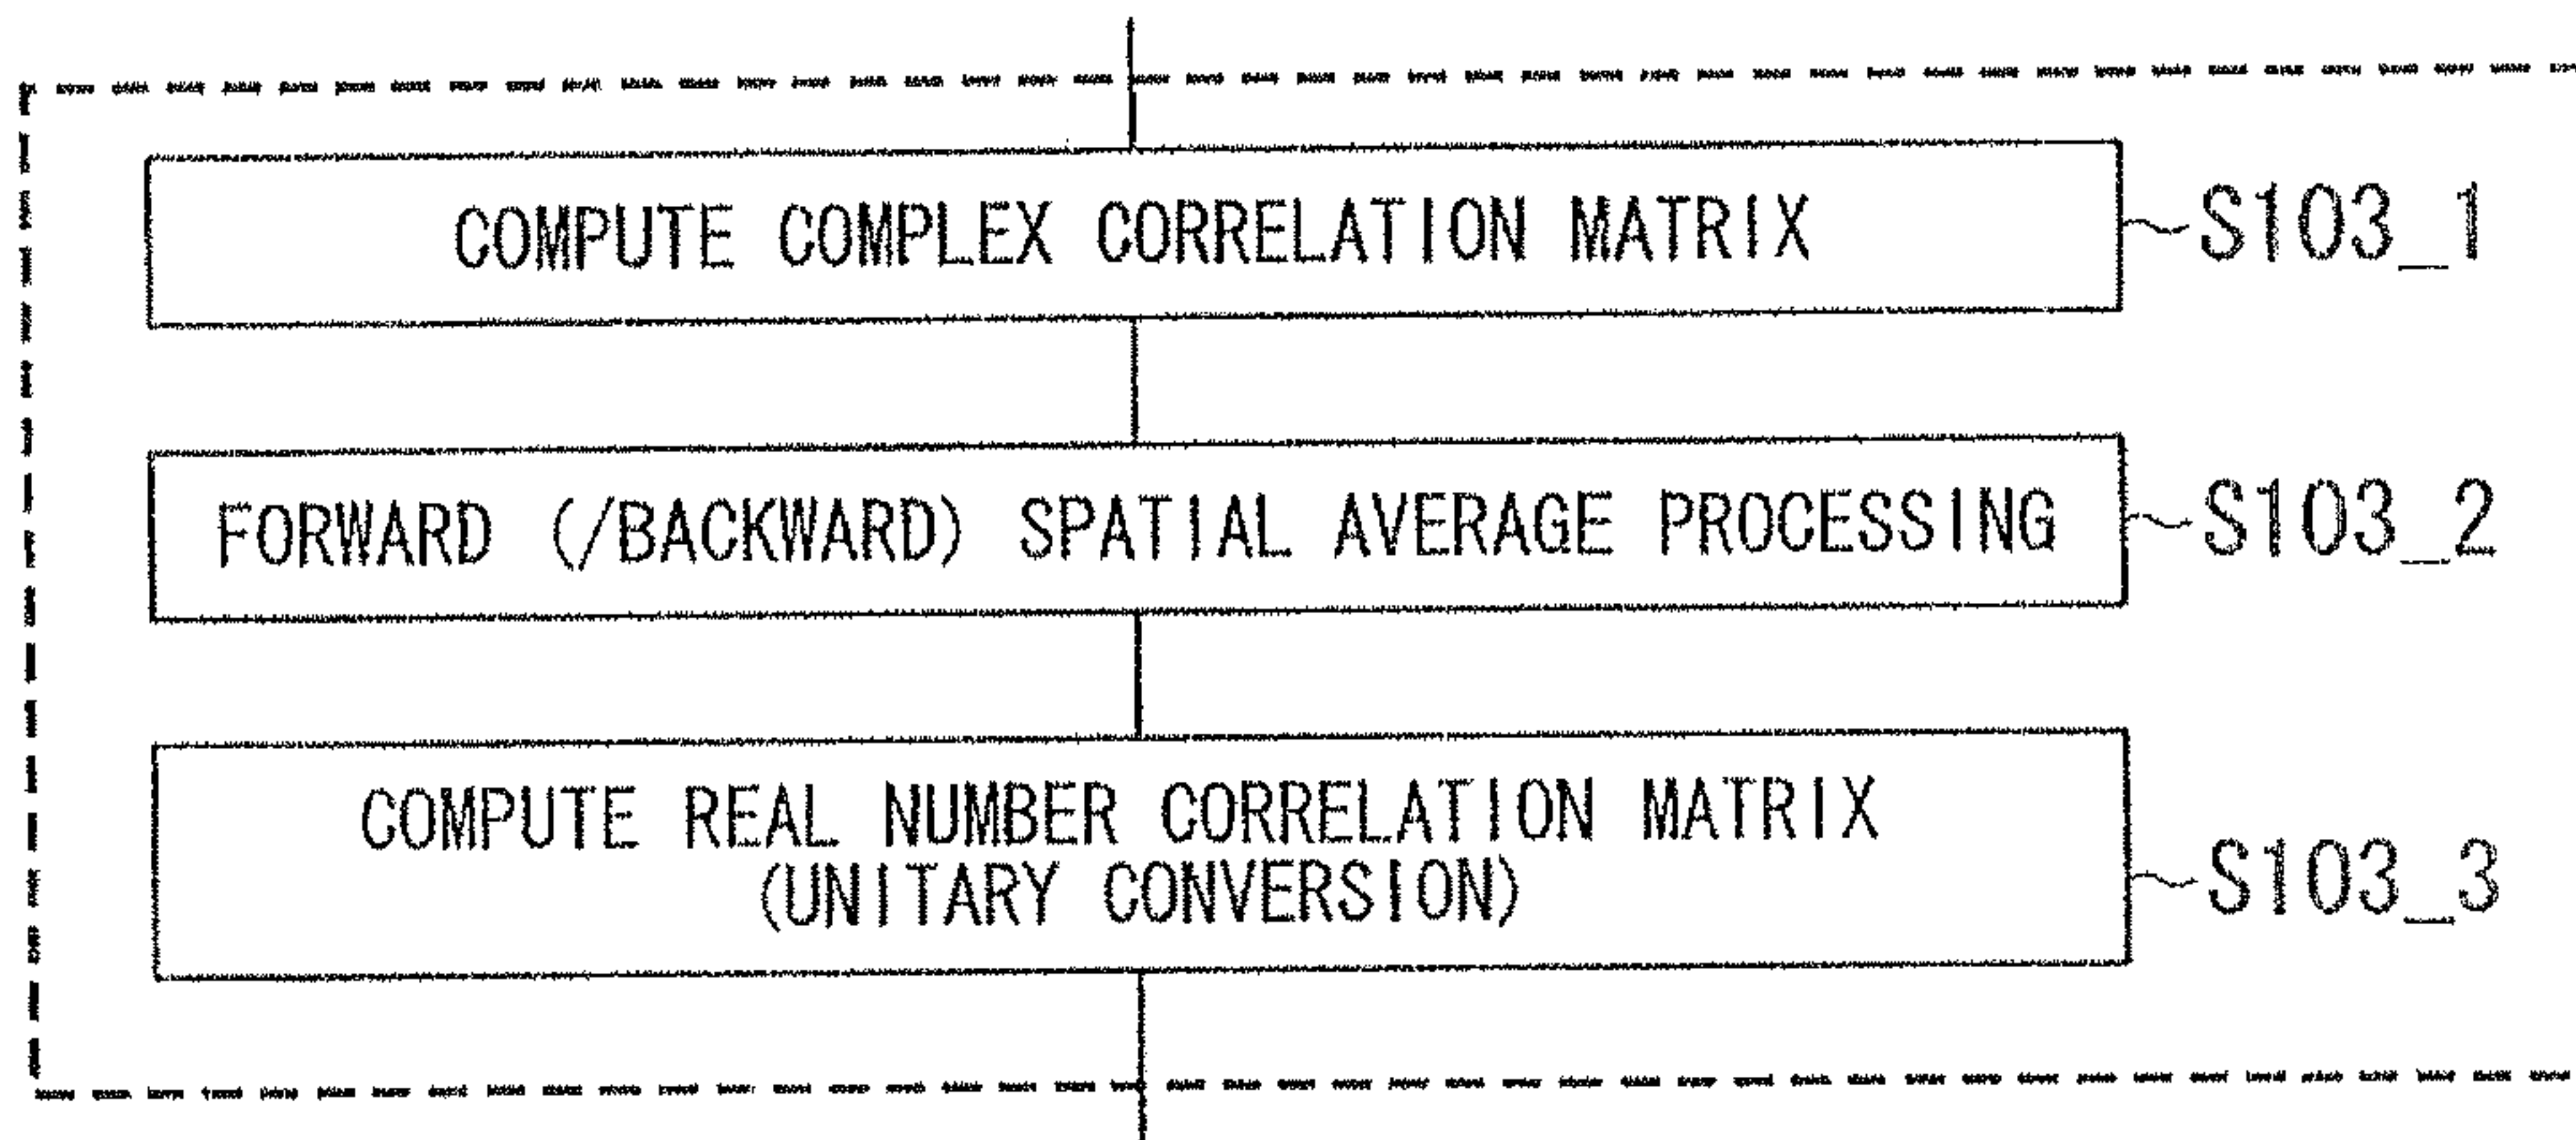 COMPUTE COMPLEX CORRELATION MATRIX
S103_1
FORWARD (/BACKWARD) SPATIAL AVERAGE PROCESSING
S103_2
COMPUTE REAL NUMBER CORRELATION MATRIX
(UNITARY CONVERSION)
S103_3